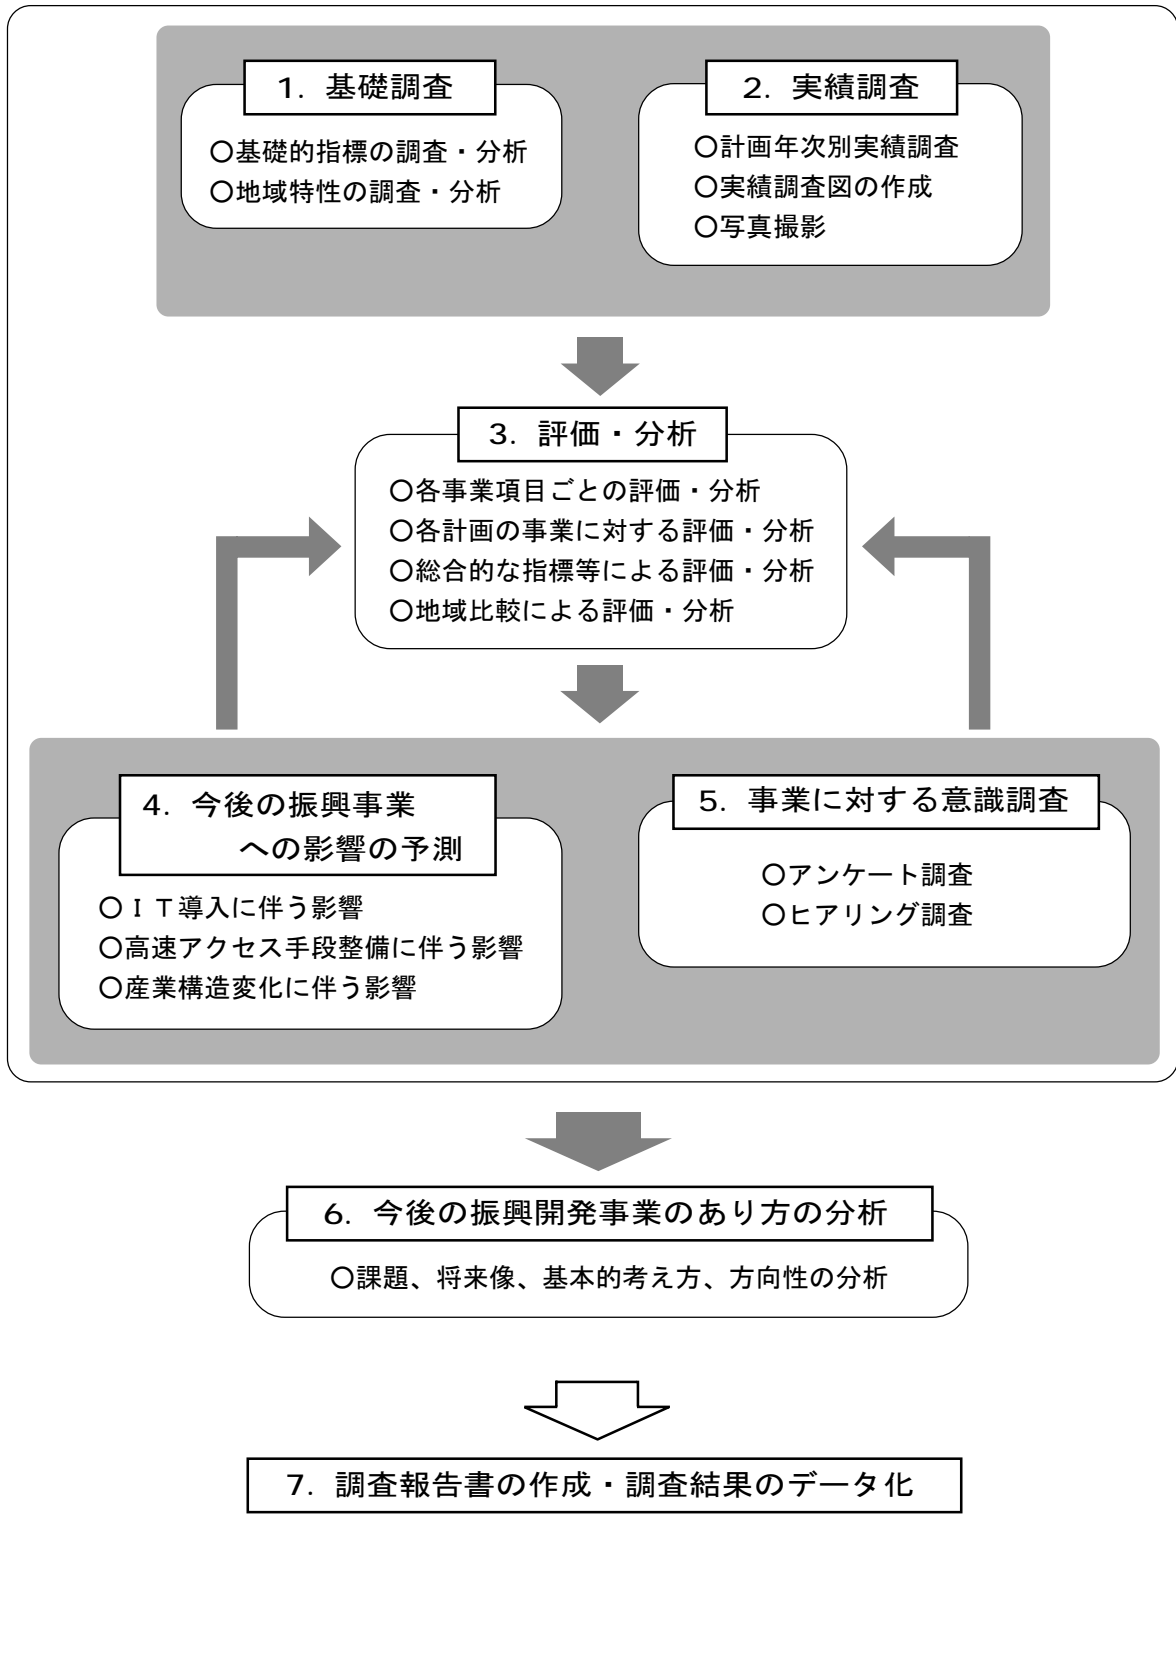 1. 基礎調査
○基礎的指標の調査・分析
○地域特性の調査・分析
2. 実績調査
○計画年次別実績調査
○実績調査図の作成
○写真撮影
3. 評価・分析
○各事業項目ごとの評価・分析
○各計画の事業に対する評価・分析
○総合的な指標等による評価・分析
○地域比較による評価・分析
4. 今後の振興事業
への影響の予測
○ＩＴ導入に伴う影響
○高速アクセス手段整備に伴う影響
○産業構造変化に伴う影響
5. 事業に対する意識調査
○アンケート調査
○ヒアリング調査
6. 今後の振興開発事業のあり方の分析
○課題、将来像、基本的考え方、方向性の分析
7. 調査報告書の作成・調査結果のデータ化